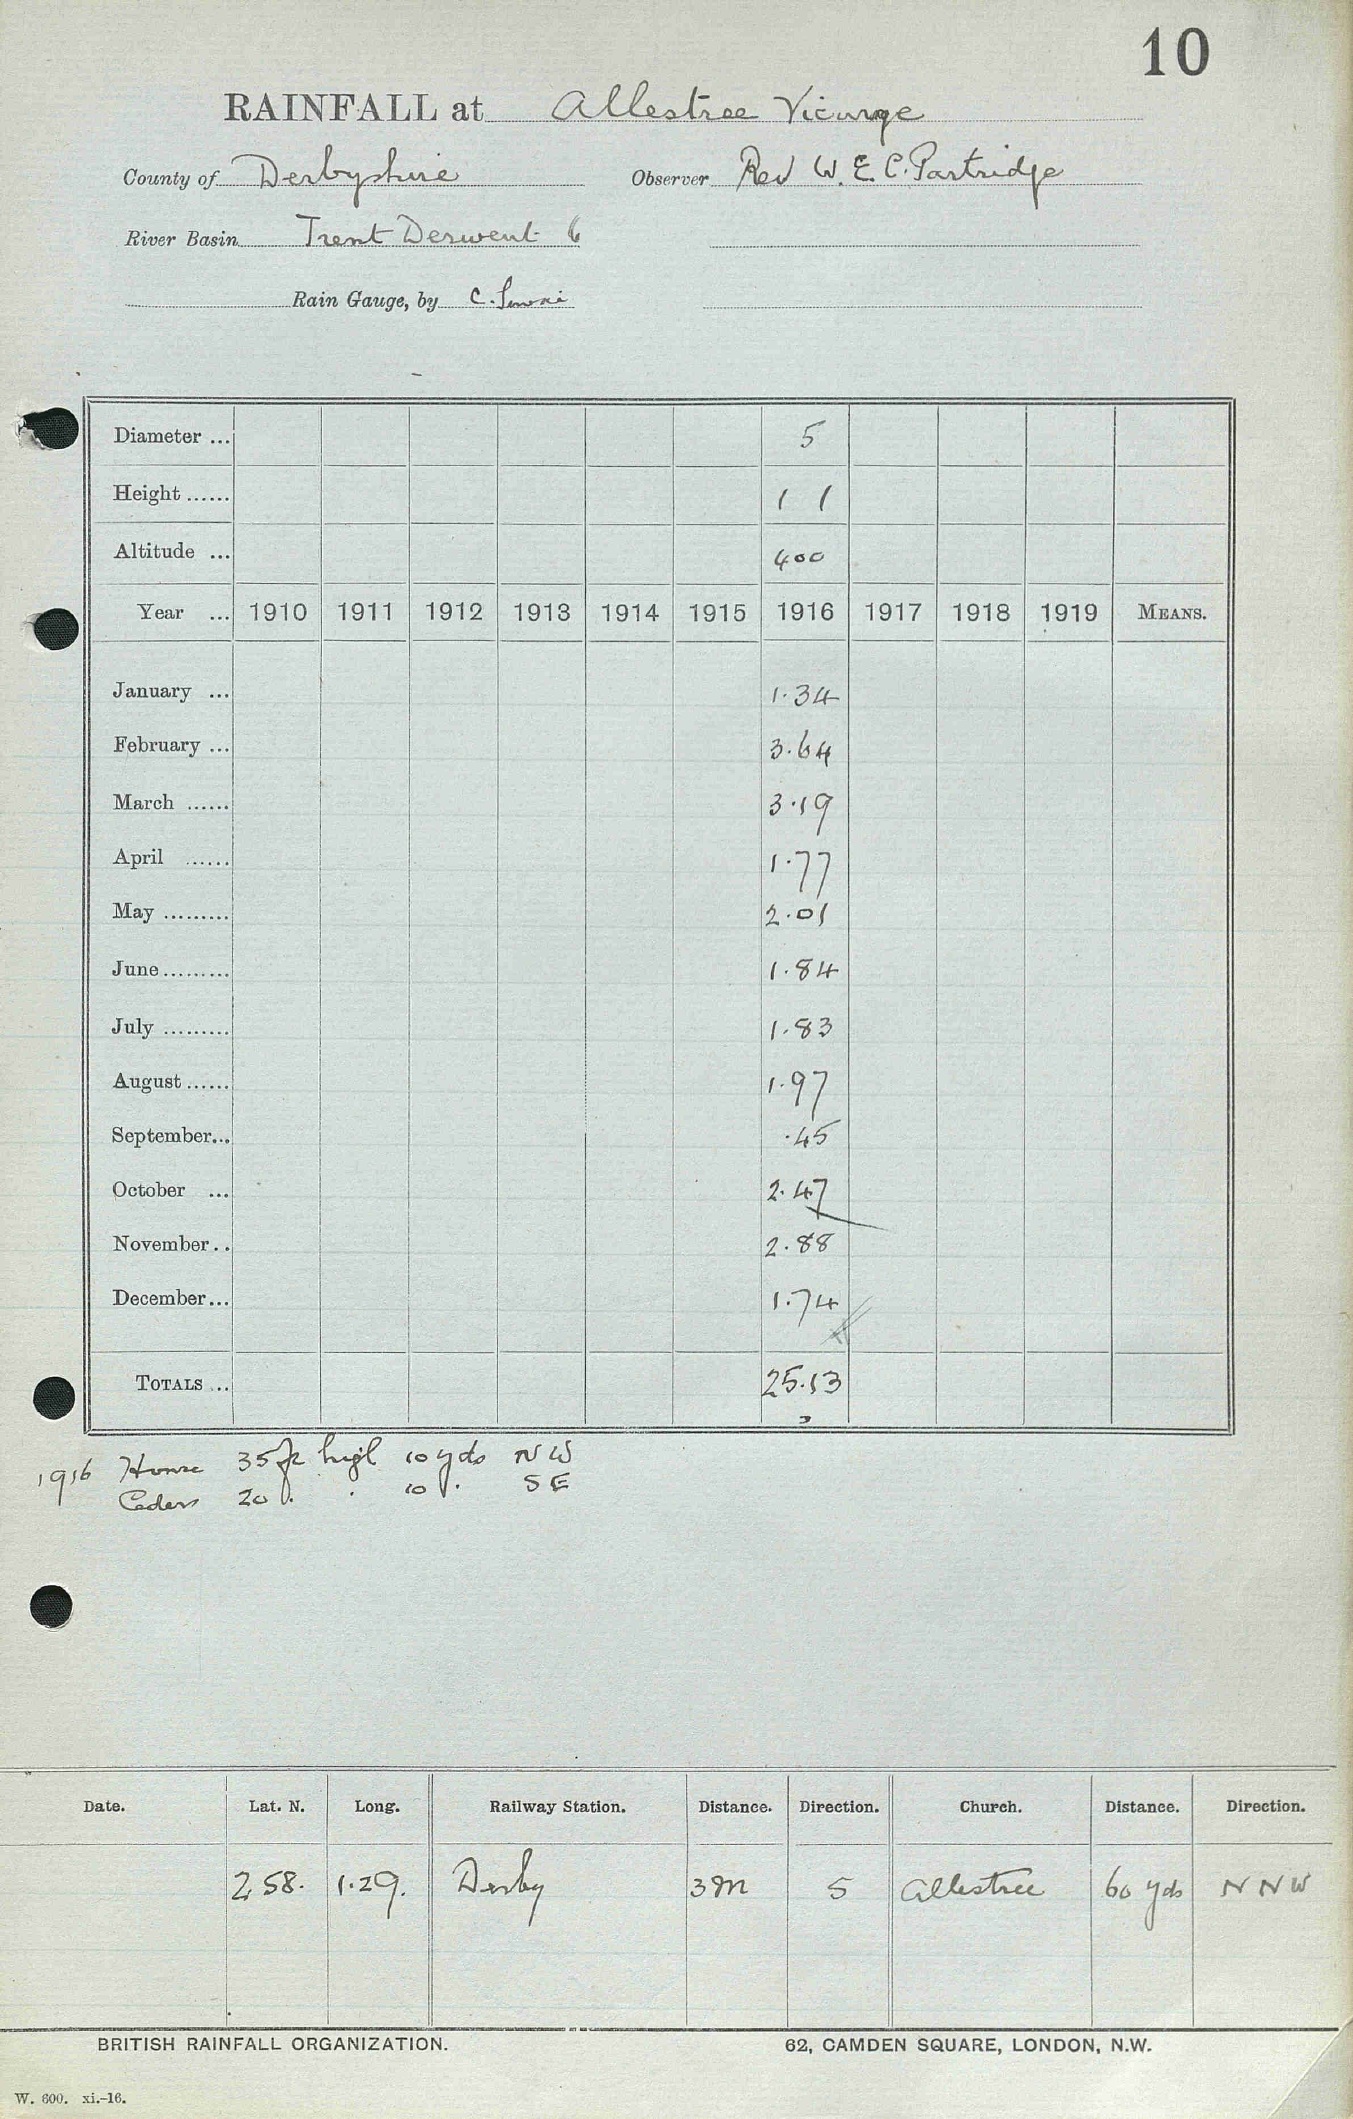 10
RAINFALL at Allestree Vicarge
County of Derbyshire Observer Rev W. E. C. Partridge
River Basin Trent Derwent 6
Rain Gauge, by C.
Diameter ... 5
Height ...... 1 1
Altitude ... 400
Year ... 1910 1911 1912 1913 1914 1915 1916 1917 1918 1919 MEANS.
January ... 1.34
February ... 3.64
March ...... 3.19
April ...... 1.77
May ......... 2.01
June ......... 1.84
July ......... 1.83
August ...... 1.97
September... .45
October ... 2.47
November.. 2.88
December... 1.74
TOTALS ... 25.13
3
1916 House 35 ft high 10 yds NW
Cedars 20 . . 10 . SE
Date. Lat. N. Long. Railway Station. Distance. Direction. Church. Distance. Direction.
2 58. 1.29. Derby 3m S Allestree 60 yds NNW
BRITISH RAINFALL ORGANIZATION. 62, CAMDEN SQUARE, LONDON, N.W.
W. 600. xi.-16.